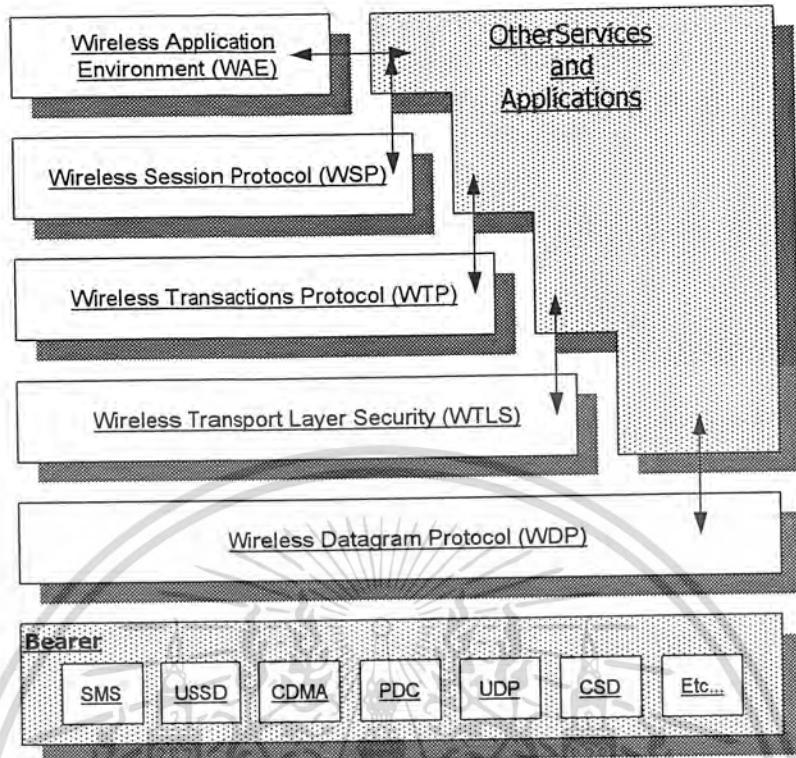 Wireless Application
Environment (WAE)
OtherServices
and
Applications
Wireless Session Protocol (WSP)
Wireless Transactions Protocol (WTP)
Wireless Transport Layer Security (WTLS)
Wireless Datagram Protocol (WDP)
Bearer
SMS
USSD
CDMA
PDC
UDP
CSD
Etc...